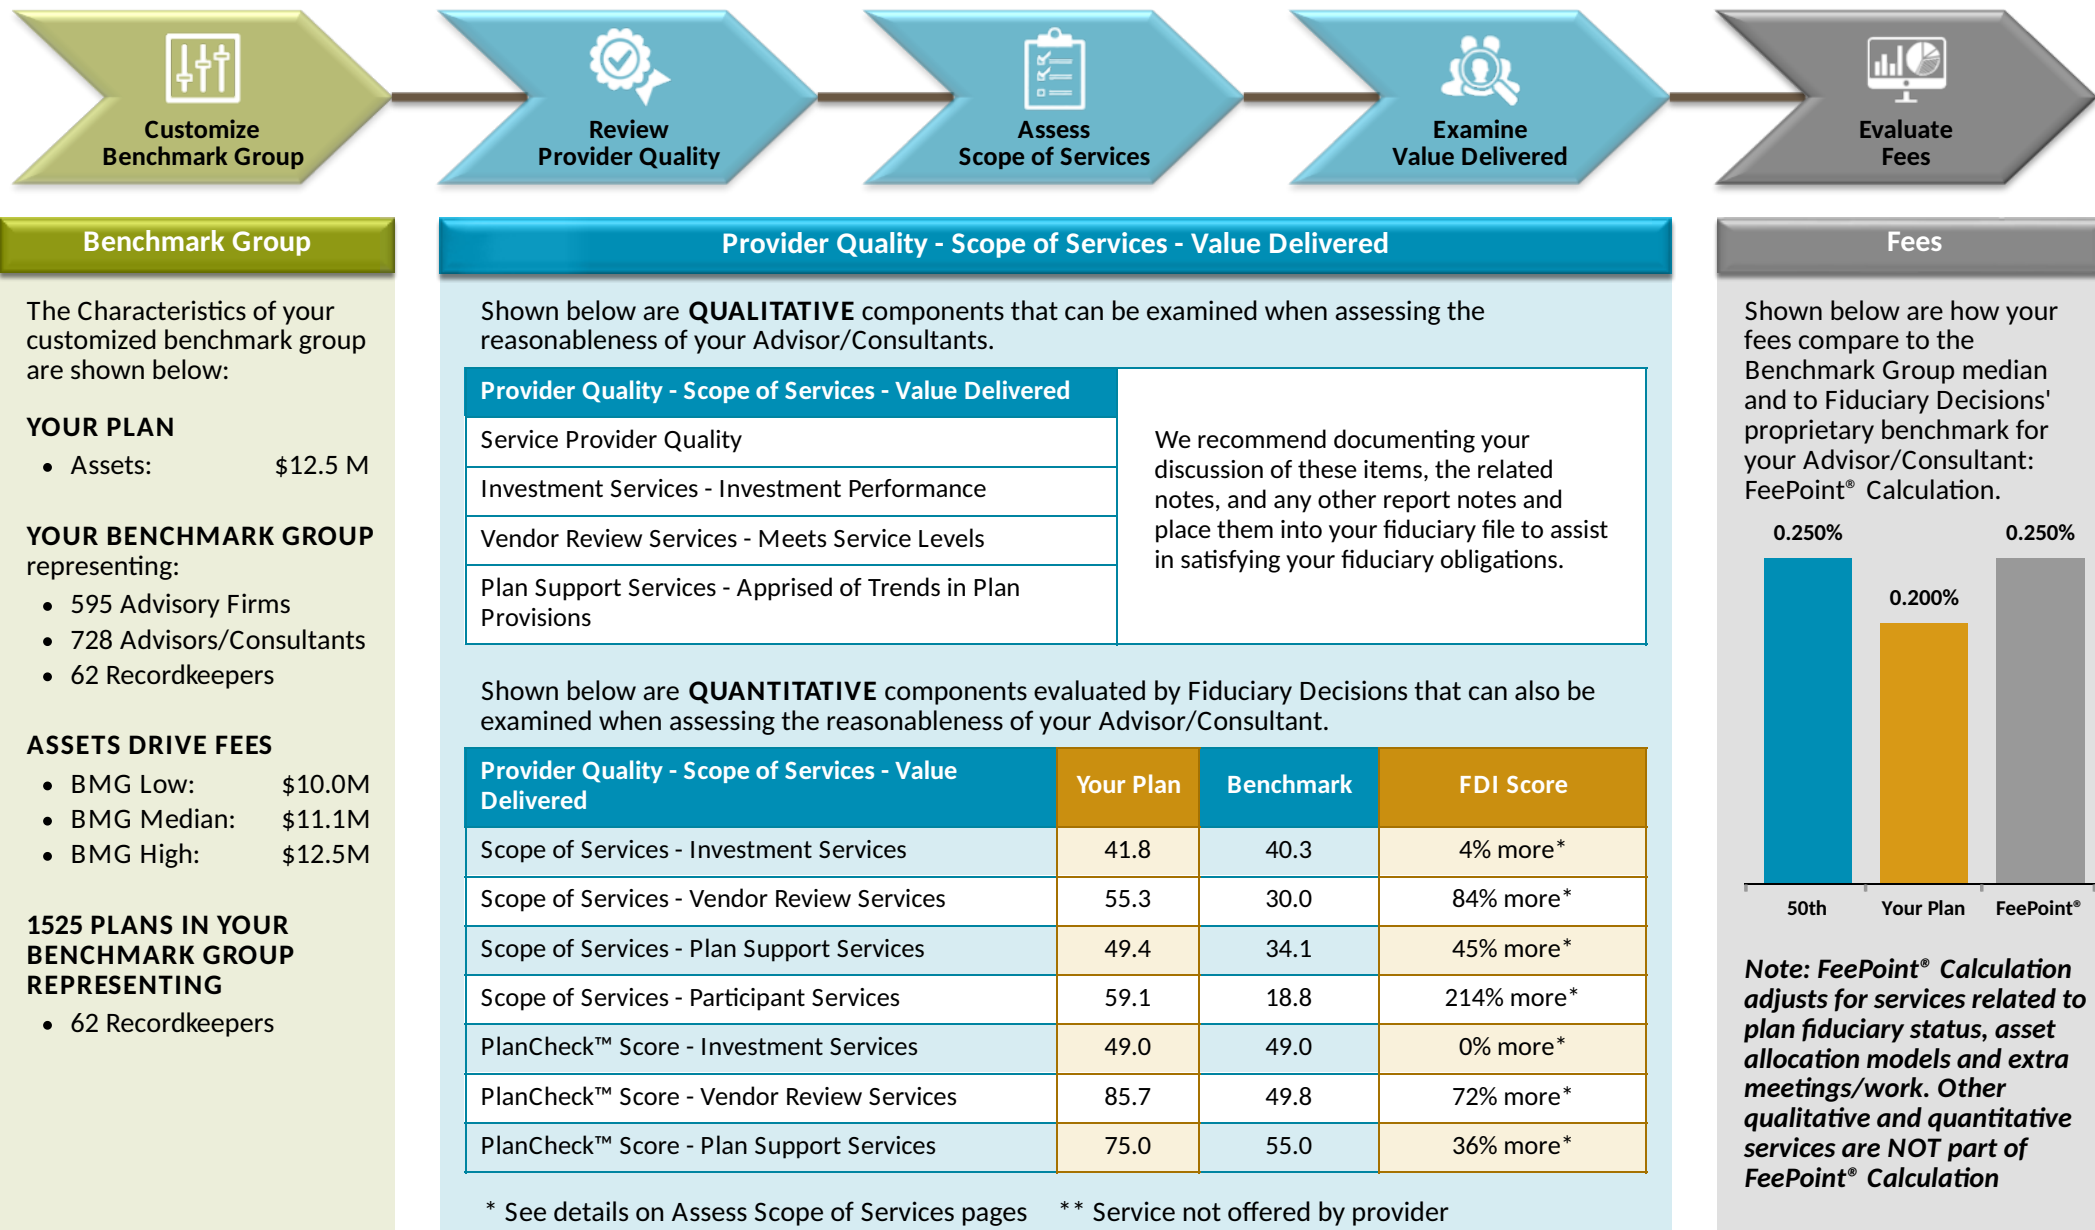 Customize
Benchmark Group
Review
Provider Quality
Assess
Scope of Services
Examine
Value Delivered
Evaluate
Fees
Benchmark Group
The Characteristics of your
customized benchmark group
are shown below:
YOUR PLAN
• Assets: $12.5 M
YOUR BENCHMARK GROUP
representing:
• 595 Advisory Firms
• 728 Advisors/Consultants
• 62 Recordkeepers
ASSETS DRIVE FEES
• BMG Low: $10.0M
• BMG Median: $11.1M
• BMG High: $12.5M
1525 PLANS IN YOUR
BENCHMARK GROUP
REPRESENTING
• 62 Recordkeepers
Provider Quality - Scope of Services - Value Delivered
Shown below are QUALITATIVE components that can be examined when assessing the
reasonableness of your Advisor/Consultants.
Provider Quality - Scope of Services - Value Delivered
Service Provider Quality
Investment Services - Investment Performance
Vendor Review Services - Meets Service Levels
Plan Support Services - Apprised of Trends in Plan
Provisions
We recommend documenting your
discussion of these items, the related
notes, and any other report notes and
place them into your fiduciary file to assist
in satisfying your fiduciary obligations.
Shown below are QUANTITATIVE components evaluated by Fiduciary Decisions that can also be
examined when assessing the reasonableness of your Advisor/Consultant.
Provider Quality - Scope of Services - Value
Delivered
Your Plan Benchmark FDI Score
Scope of Services - Investment Services 41.8 40.3 4% more*
Scope of Services - Vendor Review Services 55.3 30.0 84% more*
Scope of Services - Plan Support Services 49.4 34.1 45% more*
Scope of Services - Participant Services 59.1 18.8 214% more*
PlanCheck™ Score - Investment Services 49.0 49.0 0% more*
PlanCheck™ Score - Vendor Review Services 85.7 49.8 72% more*
PlanCheck™ Score - Plan Support Services 75.0 55.0 36% more*
* See details on Assess Scope of Services pages ** Service not offered by provider
Fees
Shown below are how your
fees compare to the
Benchmark Group median
and to Fiduciary Decisions'
proprietary benchmark for
your Advisor/Consultant:
FeePoint® Calculation.
0.250% 0.200% 0.250%
50th Your Plan FeePoint®
Note: FeePoint® Calculation
adjusts for services related to
plan fiduciary status, asset
allocation models and extra
meetings/work. Other
qualitative and quantitative
services are NOT part of
FeePoint® Calculation